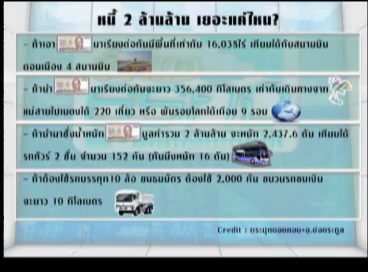 หนี้ 2 ล้านล้าน เยอะแค่ไหน?
- ถ้าเอา มาเรียงต่อกันมีพื้นที่เท่ากับ 16,038ไร่ เทียบได้กับสนามบิน
ดอนเมือง 4 สนามบิน
- ถ้านำ มาเรียงต่อกันจะยาว 356,400 กิโลเมตร เท่ากับเดินทางจาก
แม่สายไปเบตงได้ 220 เที่ยว หรือ พันรอบโลกได้เกือบ 9 รอบ
- ถ้านำมาชั่งน้ำหนัก มูลค่ารวม 2 ล้านล้าน จะหนัก 2,437.6 ตัน เทียบได้
รถทัวร์ 2 ชั้น จำนวน 152 คัน (คันนึงหนัก 16 ตัน)
- ถ้าต้องใช้รถบรรทุก10 ล้อ ขนธนบัตร ต้องใช้ 2,000 คัน ขบวนรถขนเงิน
จะยาว 10 กิโลเมตร
Credit : กระปุกดอทคอม+อ.ต่อตระกูล